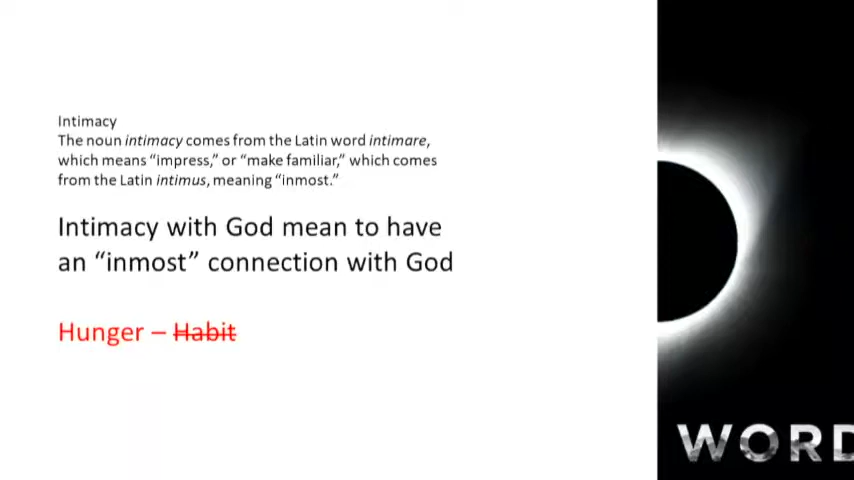 Intimacy
The noun intimacy comes from the Latin word intimare,
which means “impress,” or “make familiar,” which comes
from the Latin intimus, meaning “inmost.”
Intimacy with God mean to have
an “inmost” connection with God
Hunger – Habit
WORD